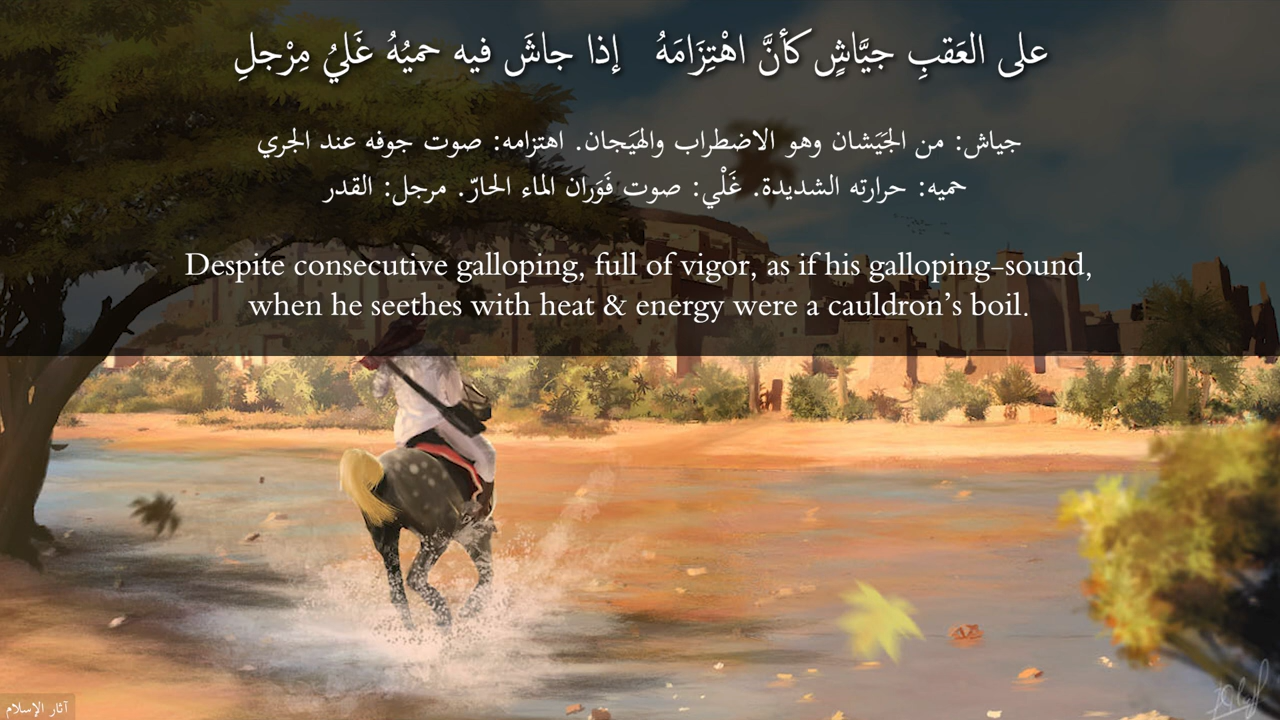 على العَقبِ جيَّاشٍ كأنَّ اهْتِزَامَهُ إذا جاشَ فيه حميُهُ غَليُ مِرْجلِ
جياش: من الجَيَشان وهو الاضطراب والهَيَجان. اهتزامه: صوت جوفه عند الجري
حميه: حرارته الشديدة. غَلْي: صوت فَوَران الماء الحارّ. مرجل: القدر
Despite consecutive galloping, full of vigor, as if his galloping-sound,
when he seethes with heat & energy were a cauldron's boil.
آثار الإسلام